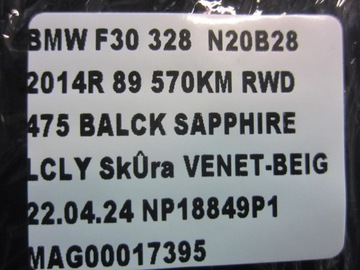 BMW F30 328 N20B28
2014R 89 570KM RWD
475 BALCK SAPPHIRE
LCLY SkÛra VENET-BEIG
22.04.24 NP18849P1
MAG00017395